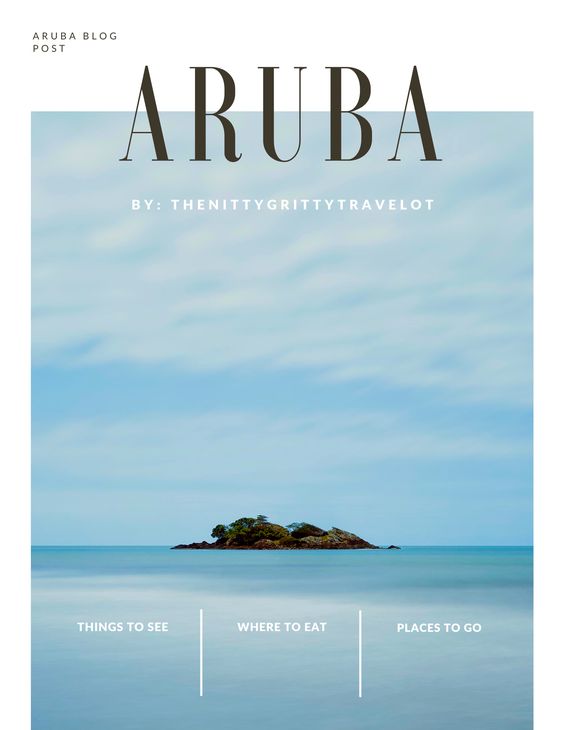 ARUBA BLOG
POST
ARUBA
BY: THENITTYGRITTYTRAVELOT
THINGS TO SEE
WHERE TO EAT
PLACES TO GO